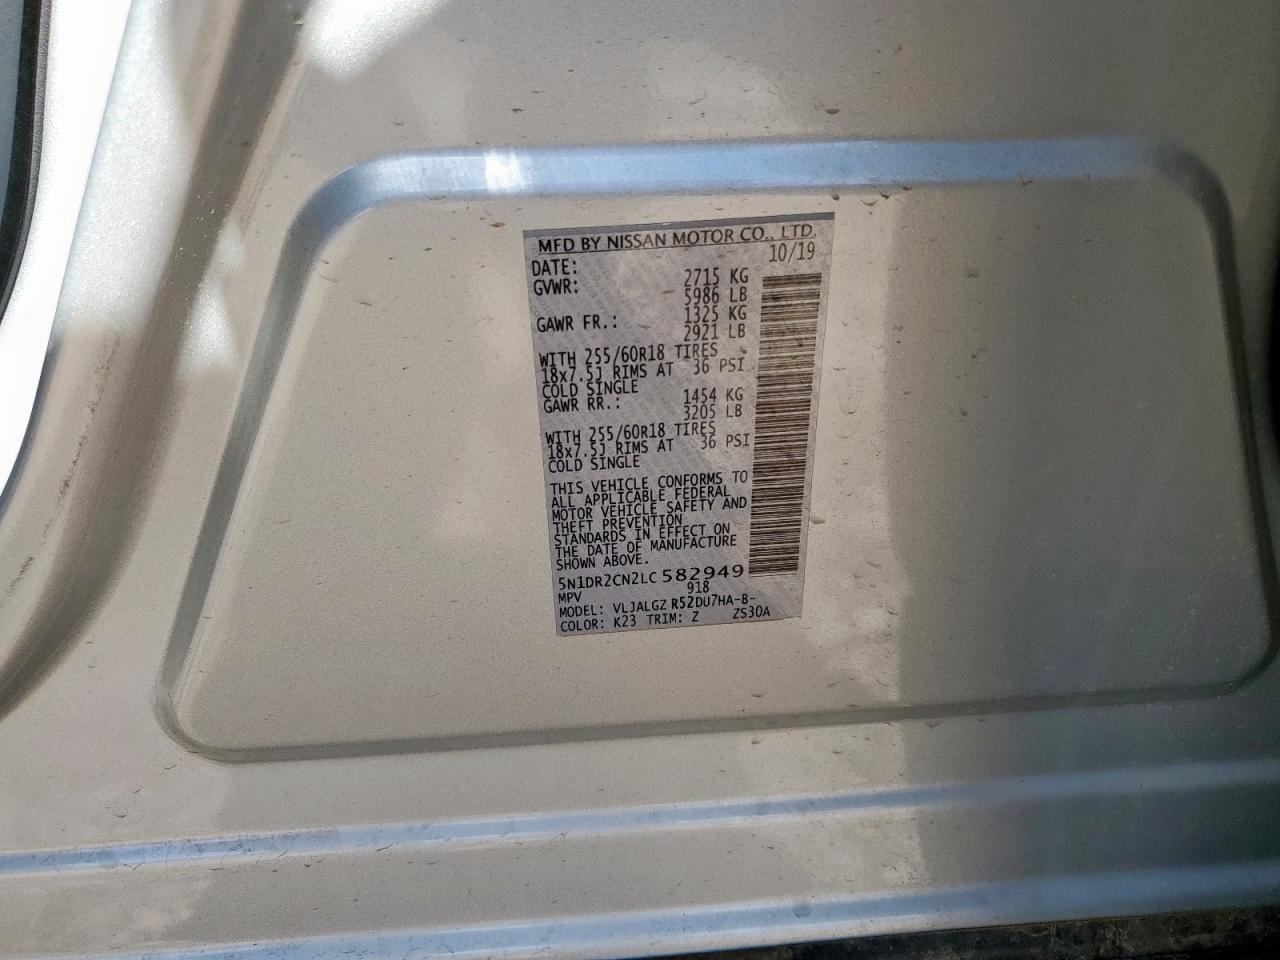 MFD BY NISSAN MOTOR CO., LTD.
DATE: 10/19
GVWR: 2715 KG
5986 LB
GAWR FR.: 1325 KG
2921 LB
WITH 255/60R18 TIRES
18x7.5J RIMS AT 36 PSI
COLD SINGLE
GAWR RR.: 1454 KG
3205 LB
WITH 255/60R18 TIRES
18x7.5J RIMS AT 36 PSI
COLD SINGLE
THIS VEHICLE CONFORMS TO
ALL APPLICABLE FEDERAL
MOTOR VEHICLE SAFETY AND
THEFT PREVENTION
STANDARDS IN EFFECT ON
THE DATE OF MANUFACTURE
SHOWN ABOVE.
5N1DR2CN2LC582949
MPV 918
MODEL: VLJALGZ R52DU7HA-B-
COLOR: K23 TRIM: Z ZS30A